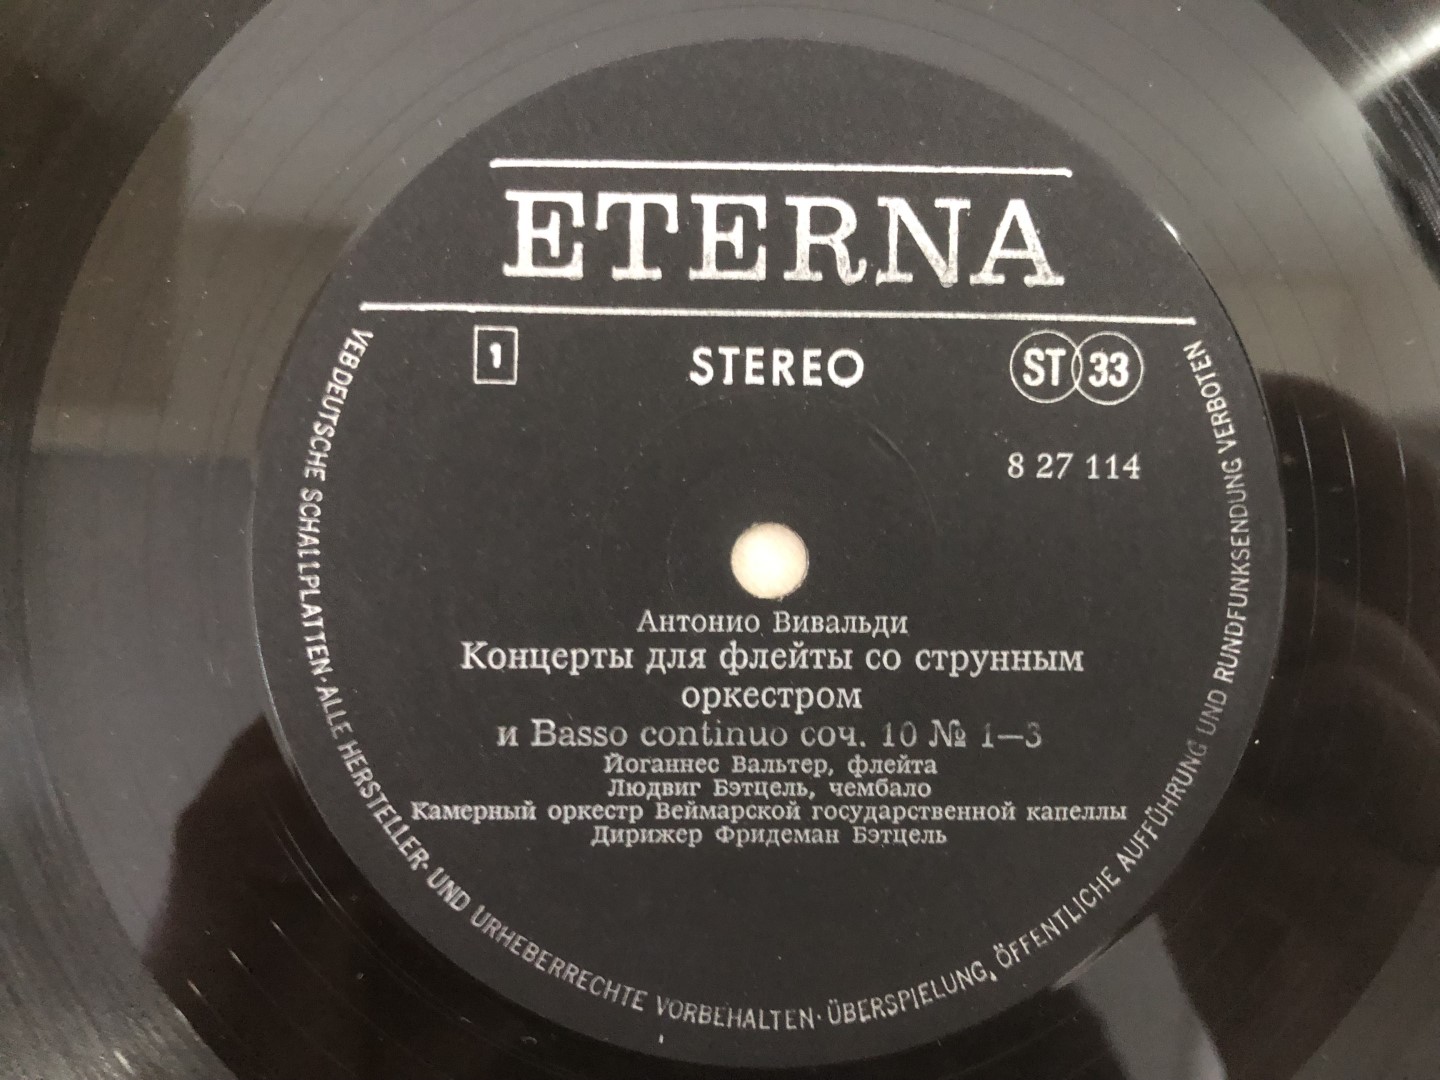 ETERNA
1 STEREO ST 33
8 27 114
Антонио Вивальди
Концерты для флейты со струнным
оркестром
и Basso continuo соч. 10 № 1—3
Йоганнес Вальтер, флейта
Людвиг Бэтцель, чембало
Камерный оркестр Веймарской государственной капеллы
Дирижер Фридеман Бэтцель
VEB DEUTSCHE SCHALLPLATTEN · ALLE HERSTELLER- UND URHEBERRECHTE VORBEHALTEN · ÜBERSPIELUNG, ÖFFENTLICHE AUFFÜHRUNG UND RUNDFUNKSENDUNG VERBOTEN